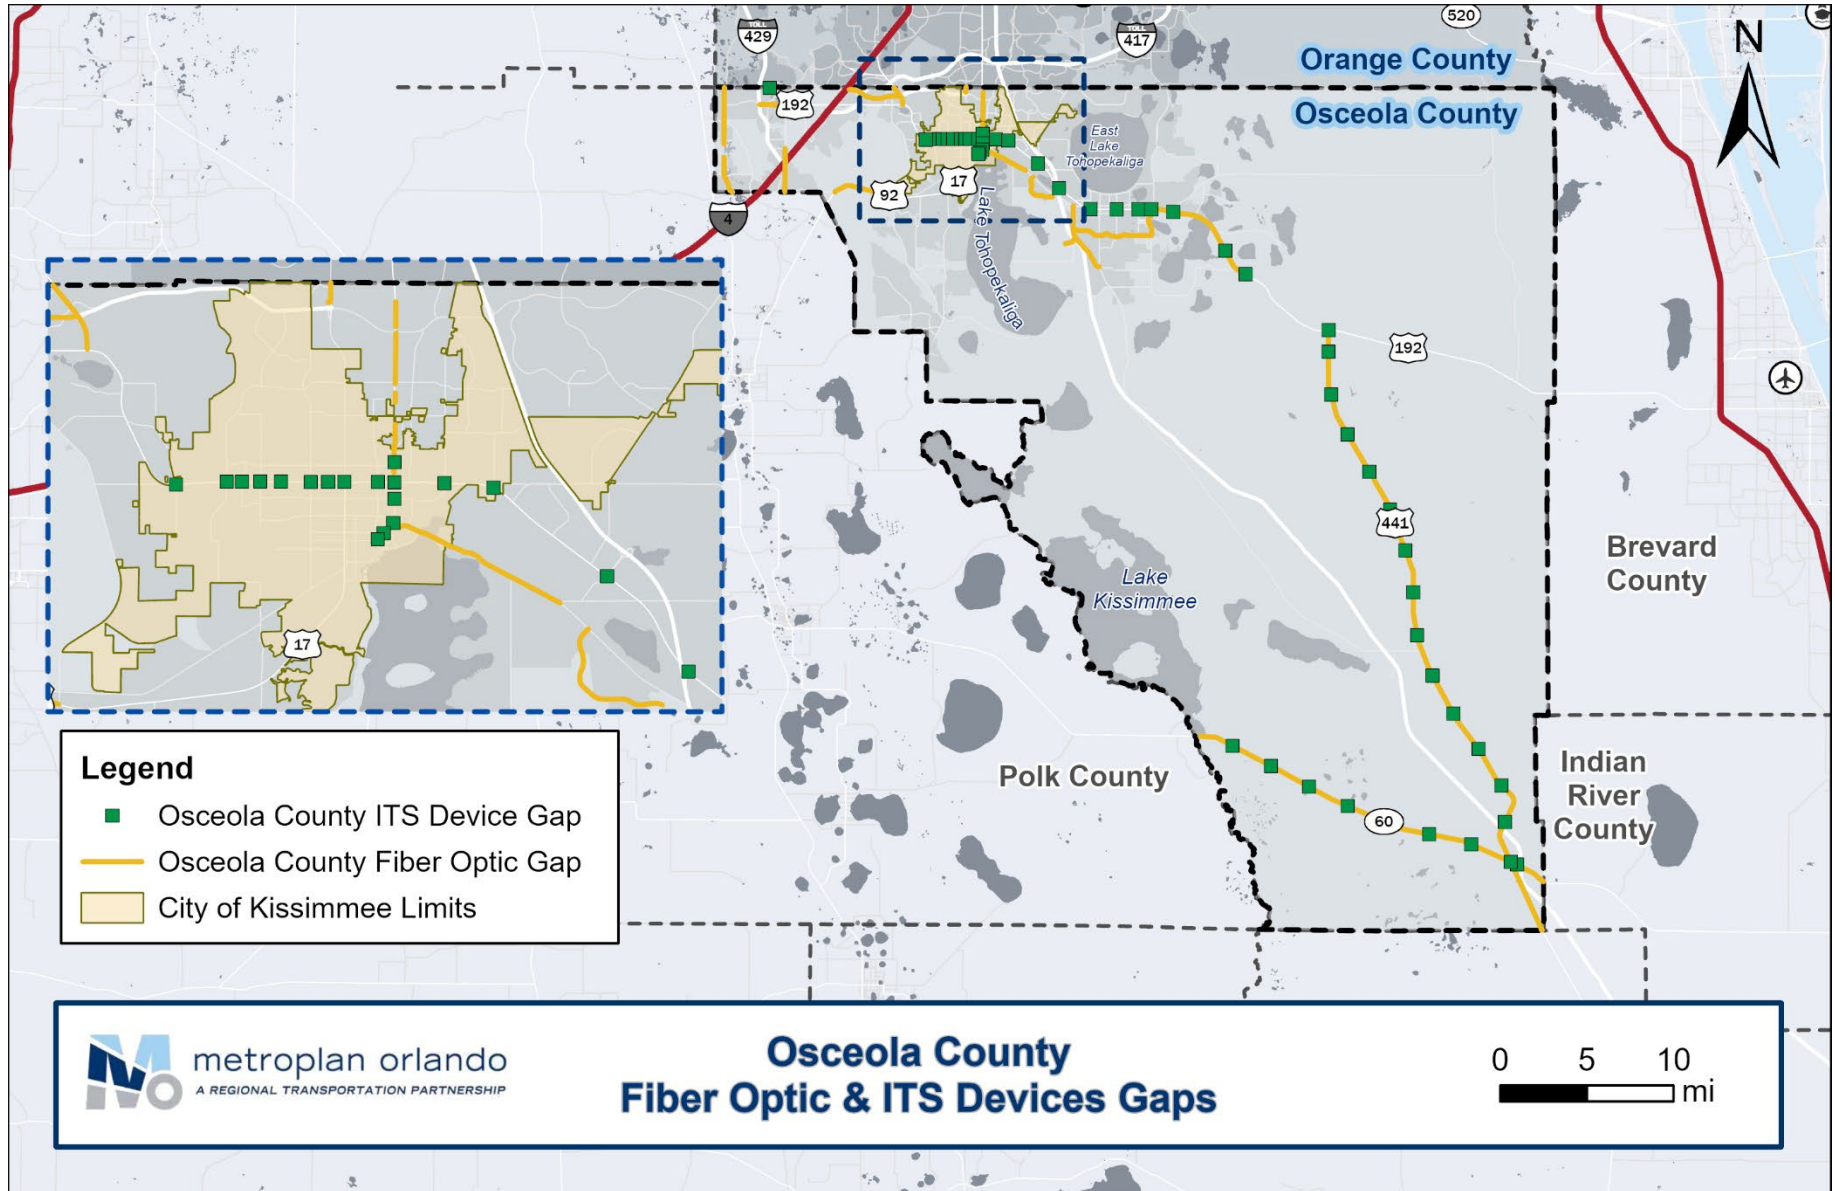 520
N
TOLL
429
TOLL
417
Orange County
Osceola County
192
East
Lake
Tohopekaliga
92
17
4
Lake Tohopekaliga
192
441
17
Lake
Kissimmee
Brevard
County
Polk County
60
Indian
River
County
Legend
Osceola County ITS Device Gap
Osceola County Fiber Optic Gap
City of Kissimmee Limits
metroplan orlando
A REGIONAL TRANSPORTATION PARTNERSHIP
Osceola County
Fiber Optic & ITS Devices Gaps
0 5 10
mi